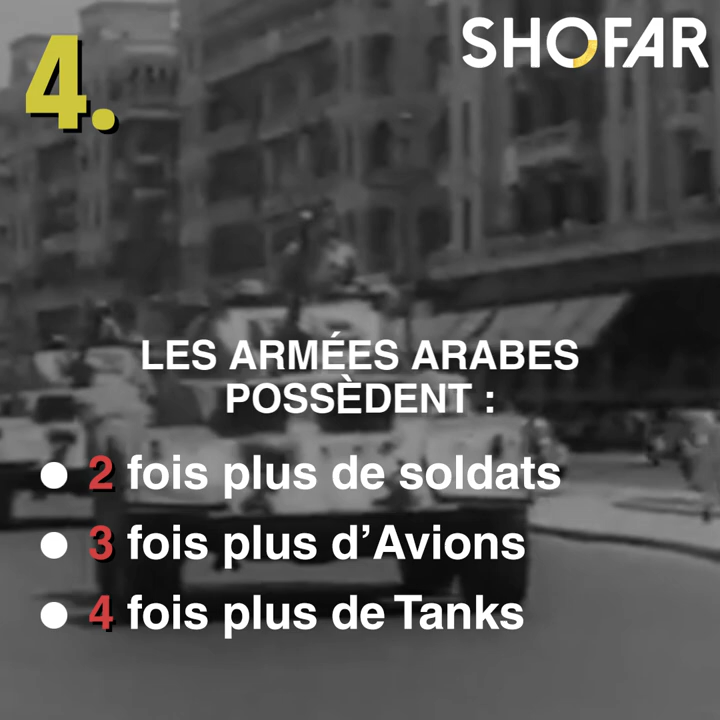 4.
SHOFAR
LES ARMÉES ARABES
POSSÈDENT :
● 2 fois plus de soldats
● 3 fois plus d’Avions
● 4 fois plus de Tanks